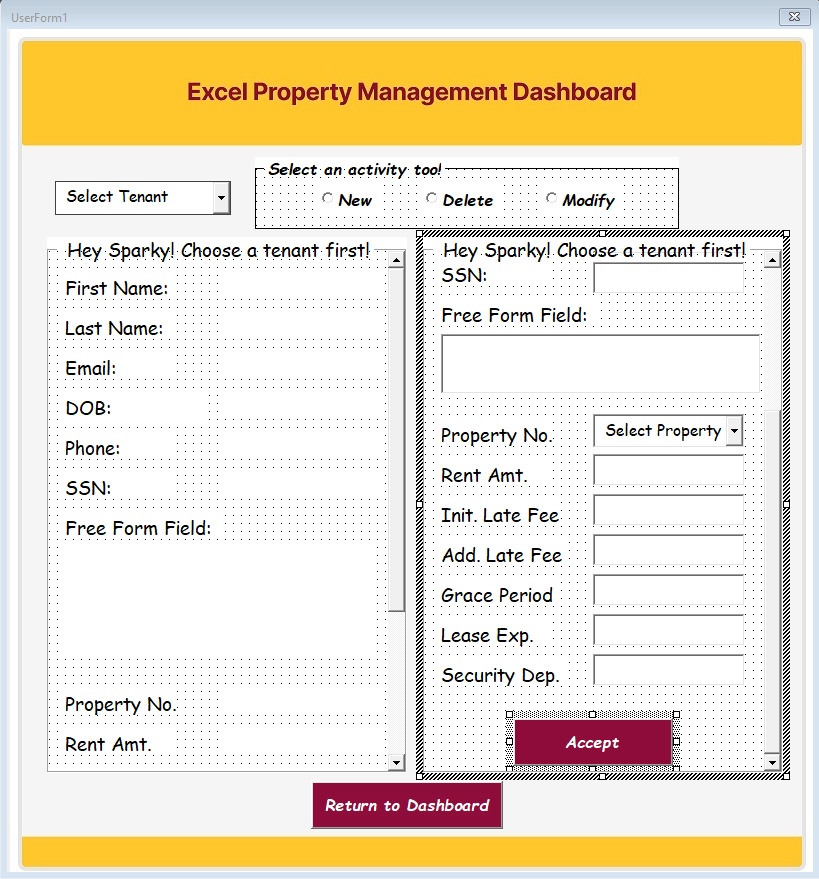 UserForm1
Excel Property Management Dashboard
Select Tenant
Select an activity too!
New
Delete
Modify
Hey Sparky! Choose a tenant first!
First Name:
Last Name:
Email:
DOB:
Phone:
SSN:
Free Form Field:
Property No.
Rent Amt.
Hey Sparky! Choose a tenant first!
SSN:
Free Form Field:
Property No.
Select Property
Rent Amt.
Init. Late Fee
Add. Late Fee
Grace Period
Lease Exp.
Security Dep.
Accept
Return to Dashboard